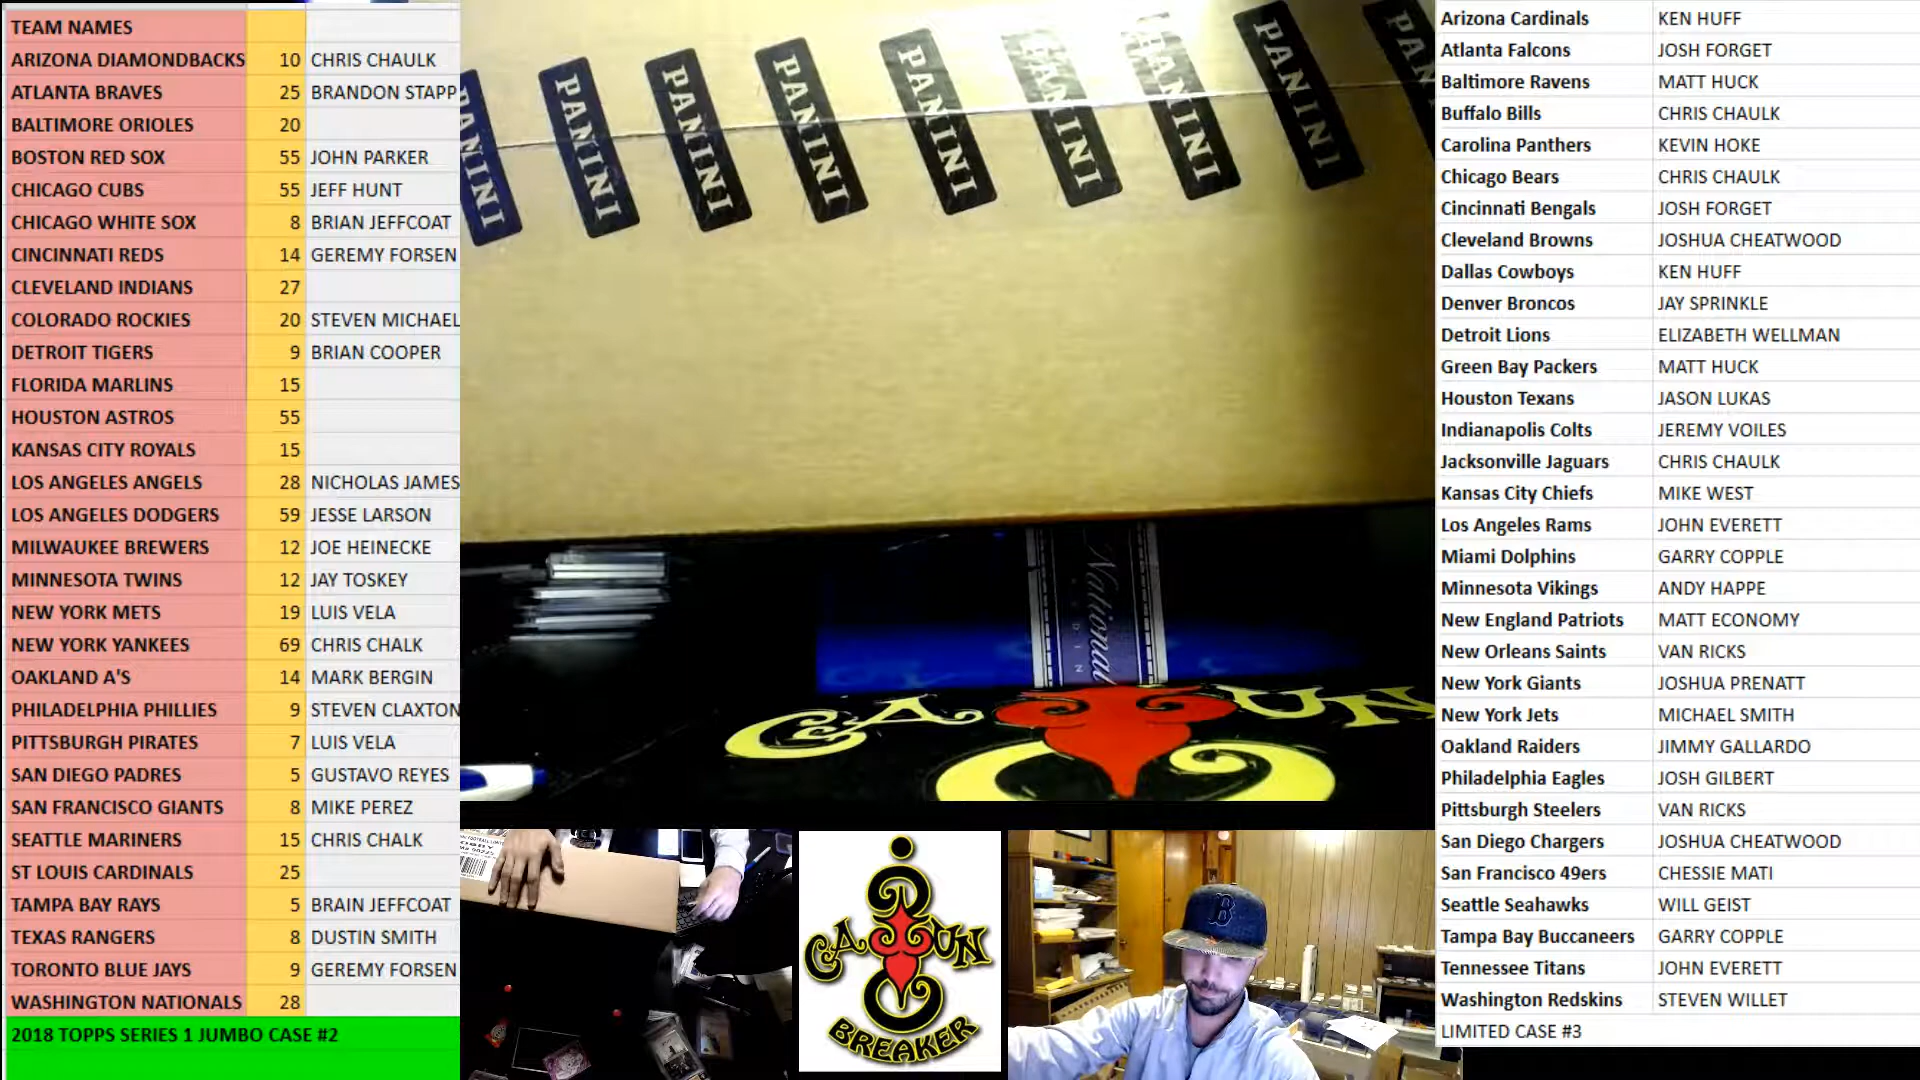 TEAM NAMES
ARIZONA DIAMONDBACKS 10 CHRIS CHAULK
ATLANTA BRAVES 25 BRANDON STAPP
BALTIMORE ORIOLES 20
BOSTON RED SOX 55 JOHN PARKER
CHICAGO CUBS 55 JEFF HUNT
CHICAGO WHITE SOX 8 BRIAN JEFFCOAT
CINCINNATI REDS 14 GEREMY FORSEN
CLEVELAND INDIANS 27
COLORADO ROCKIES 20 STEVEN MICHAEL
DETROIT TIGERS 9 BRIAN COOPER
FLORIDA MARLINS 15
HOUSTON ASTROS 55
KANSAS CITY ROYALS 15
LOS ANGELES ANGELS 28 NICHOLAS JAMES
LOS ANGELES DODGERS 59 JESSE LARSON
MILWAUKEE BREWERS 12 JOE HEINECKE
MINNESOTA TWINS 12 JAY TOSKEY
NEW YORK METS 19 LUIS VELA
NEW YORK YANKEES 69 CHRIS CHALK
OAKLAND A'S 14 MARK BERGIN
PHILADELPHIA PHILLIES 9 STEVEN CLAXTON
PITTSBURGH PIRATES 7 LUIS VELA
SAN DIEGO PADRES 5 GUSTAVO REYES
SAN FRANCISCO GIANTS 8 MIKE PEREZ
SEATTLE MARINERS 15 CHRIS CHALK
ST LOUIS CARDINALS 25
TAMPA BAY RAYS 5 BRAIN JEFFCOAT
TEXAS RANGERS 8 DUSTIN SMITH
TORONTO BLUE JAYS 9 GEREMY FORSEN
WASHINGTON NATIONALS 28
2018 TOPPS SERIES 1 JUMBO CASE #2
PANINI PANINI PANINI PANINI PANINI PANINI PANINI PANINI PAN
National
CAJUN
B
CAJUN
BREAKER
Arizona Cardinals KEN HUFF
Atlanta Falcons JOSH FORGET
Baltimore Ravens MATT HUCK
Buffalo Bills CHRIS CHAULK
Carolina Panthers KEVIN HOKE
Chicago Bears CHRIS CHAULK
Cincinnati Bengals JOSH FORGET
Cleveland Browns JOSHUA CHEATWOOD
Dallas Cowboys KEN HUFF
Denver Broncos JAY SPRINKLE
Detroit Lions ELIZABETH WELLMAN
Green Bay Packers MATT HUCK
Houston Texans JASON LUKAS
Indianapolis Colts JEREMY VOILES
Jacksonville Jaguars CHRIS CHAULK
Kansas City Chiefs MIKE WEST
Los Angeles Rams JOHN EVERETT
Miami Dolphins GARRY COPPLE
Minnesota Vikings ANDY HAPPE
New England Patriots MATT ECONOMY
New Orleans Saints VAN RICKS
New York Giants JOSHUA PRENATT
New York Jets MICHAEL SMITH
Oakland Raiders JIMMY GALLARDO
Philadelphia Eagles JOSH GILBERT
Pittsburgh Steelers VAN RICKS
San Diego Chargers JOSHUA CHEATWOOD
San Francisco 49ers CHESSIE MATI
Seattle Seahawks WILL GEIST
Tampa Bay Buccaneers GARRY COPPLE
Tennessee Titans JOHN EVERETT
Washington Redskins STEVEN WILLET
LIMITED CASE #3